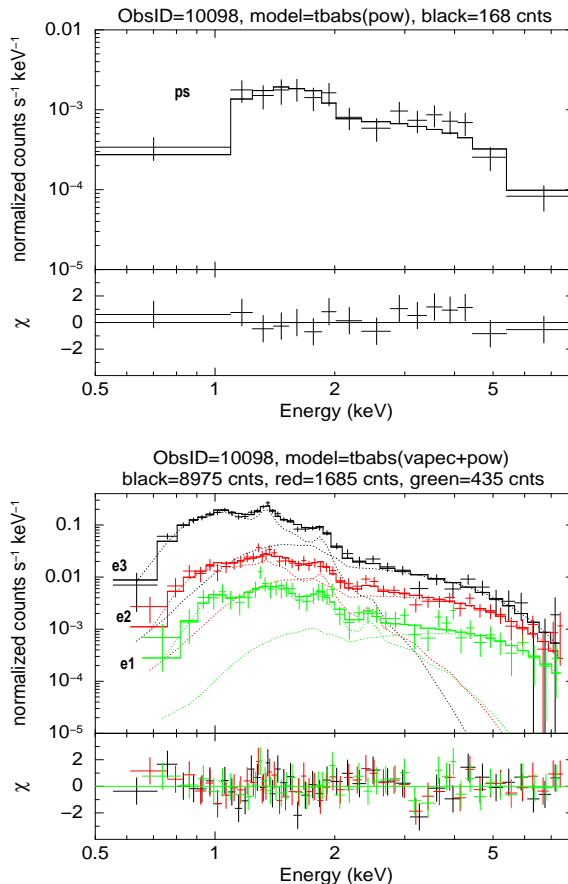 ObsID=10098, model=tbabs(pow), black=168 cnts
0.01
10⁻³
10⁻⁴
10⁻⁵
normalized counts s⁻¹ keV⁻¹
ps
2
0
−2
χ
0.5 1 2 5
Energy (keV)
ObsID=10098, model=tbabs(vapec+pow)
black=8975 cnts, red=1685 cnts, green=435 cnts
0.1
0.01
10⁻³
10⁻⁴
10⁻⁵
normalized counts s⁻¹ keV⁻¹
e3
e2
e1
2
0
−2
χ
0.5 1 2 5
Energy (keV)